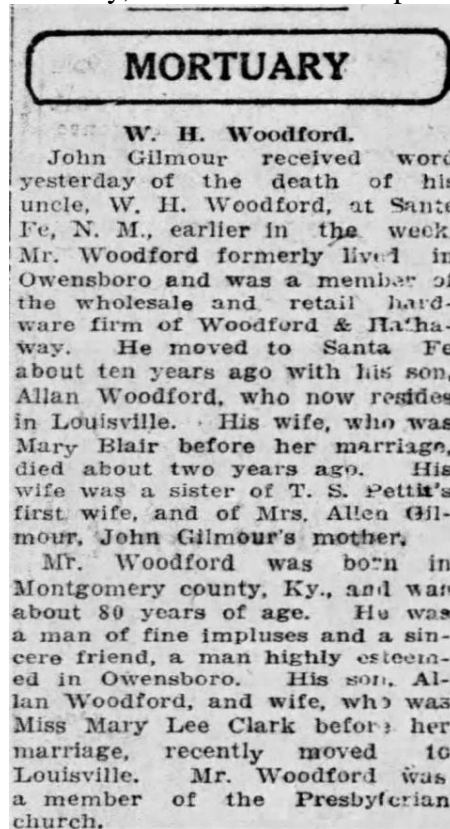 MORTUARY
W. H. Woodford.
John Gilmour received word
yesterday of the death of his
uncle, W. H. Woodford, at Santa
Fe, N. M., earlier in the week.
Mr. Woodford formerly lived in
Owensboro and was a member of
the wholesale and retail hard-
ware firm of Woodford & Hatha-
way. He moved to Santa Fe
about ten years ago with his son,
Allan Woodford, who now resides
in Louisville. His wife, who was
Mary Blair before her marriage,
died about two years ago. His
wife was a sister of T. S. Pettit's
first wife, and of Mrs. Allen Gil-
mour, John Gilmour's mother.
Mr. Woodford was born in
Montgomery county, Ky., and was
about 80 years of age. He was
a man of fine impluses and a sin-
cere friend, a man highly esteem-
ed in Owensboro. His son, Al-
lan Woodford, and wife, who was
Miss Mary Lee Clark before her
marriage, recently moved to
Louisville. Mr. Woodford was
a member of the Presbyterian
church.